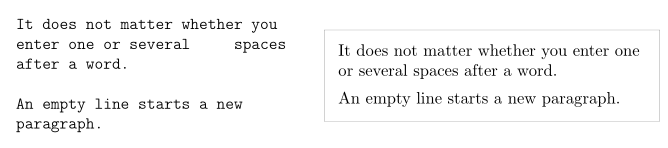 It does not matter whether you
enter one or several     spaces
after a word.

An empty line starts a new
paragraph.

It does not matter whether you enter one
or several spaces after a word.
An empty line starts a new paragraph.